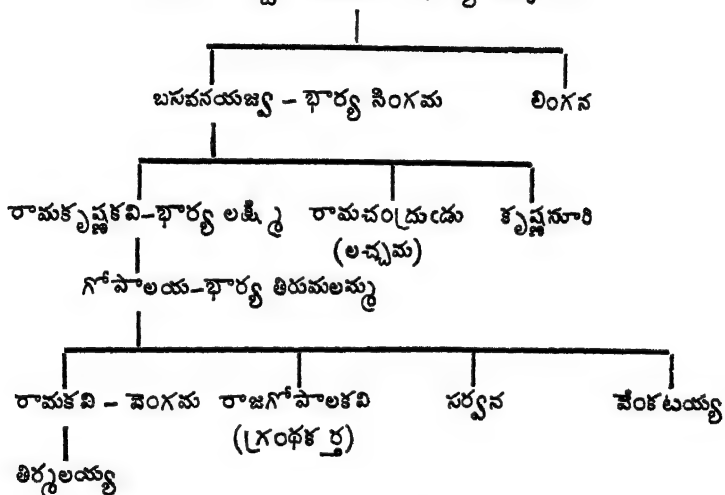 బసవనయజ్వ – భార్య సింగమ లింగన
రామకృష్ణకవి–భార్య లక్ష్మి రామచంద్రుఁడు కృష్ణసూరి
(లచ్చమ)
గోపాలయ–భార్య తిరుమలమ్మ
రామకవి – వెంగమ రాజగోపాలకవి సర్వన వేంకటయ్య
(గ్రంథకర్త)
తిర్మలయ్య